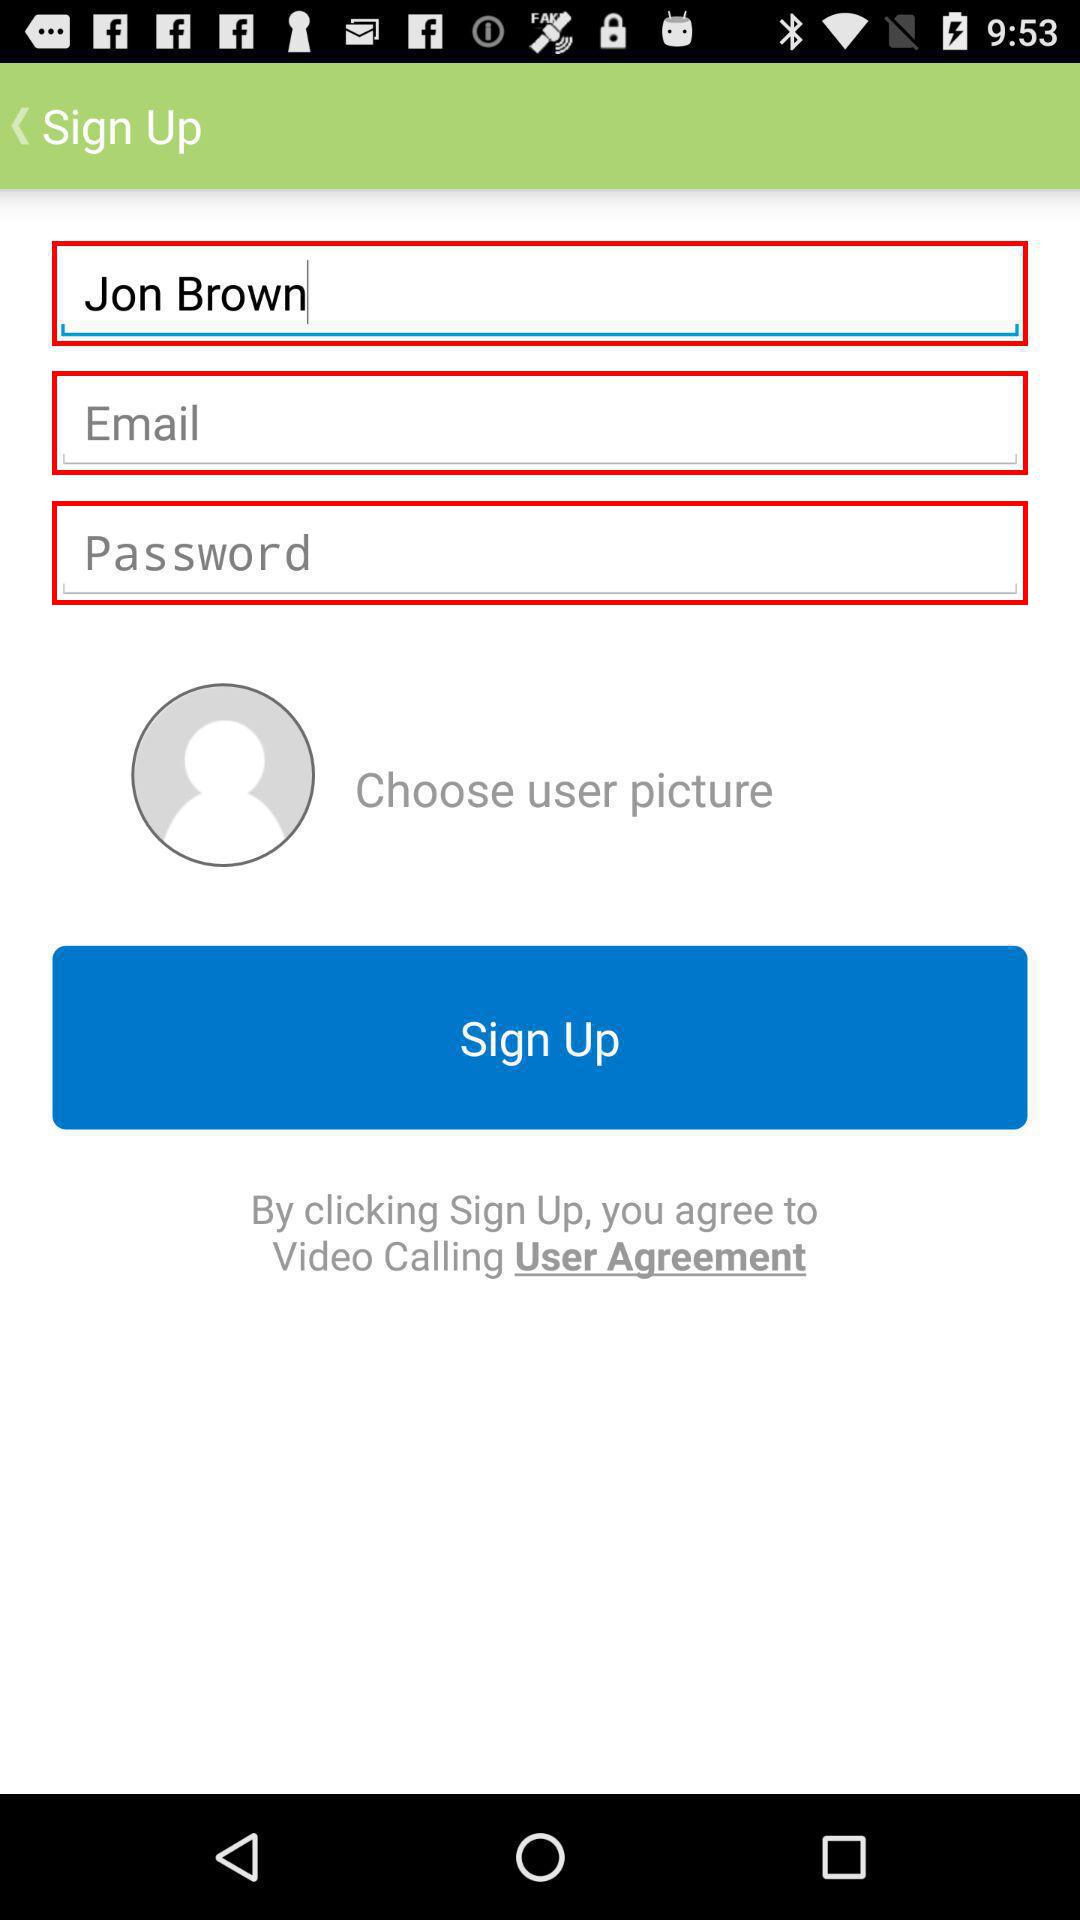 FAKE
9:53
Sign Up
Jon Brown
Email
Password
Choose user picture
Sign Up
By clicking Sign Up, you agree to
Video Calling User Agreement